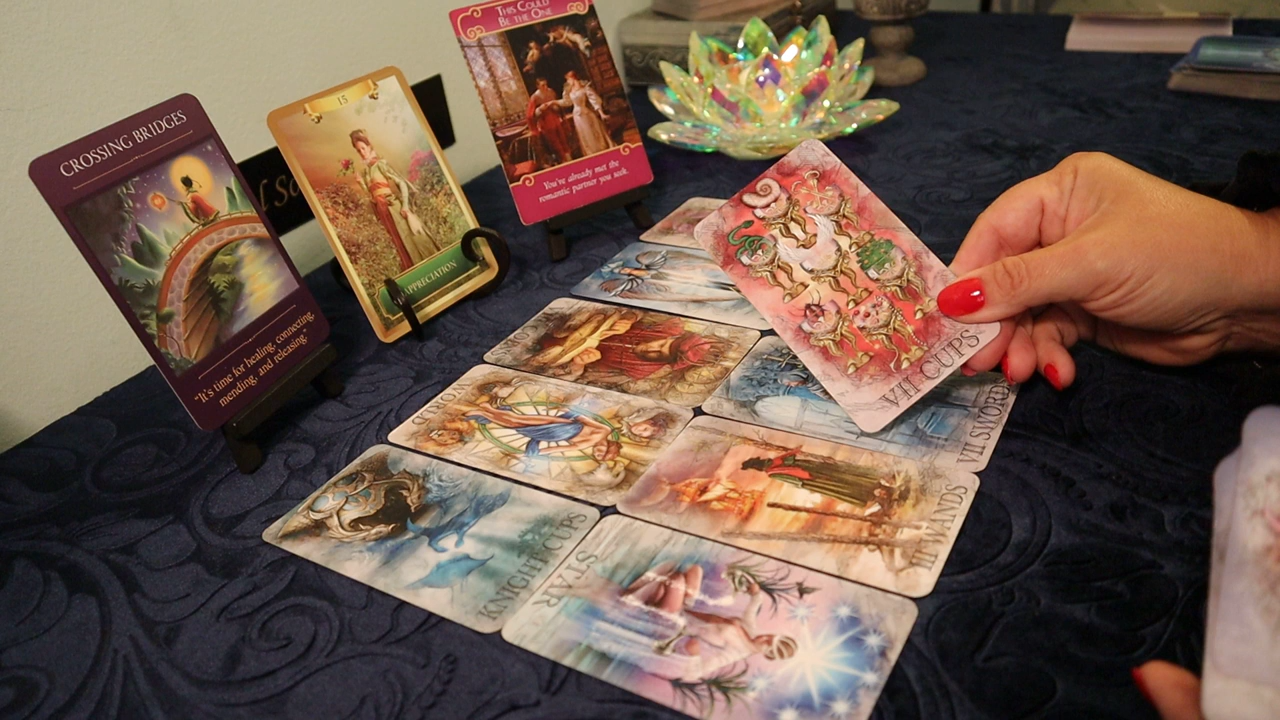 CROSSING BRIDGES
"It's time for healing, connecting,
mending, and releasing."
15
APPRECIATION
THIS COULD
BE THE ONE
You've already met the
romantic partner you seek.
VII CUPS
VII SWORDS
III WANDS
KNIGHT CUPS
STAR